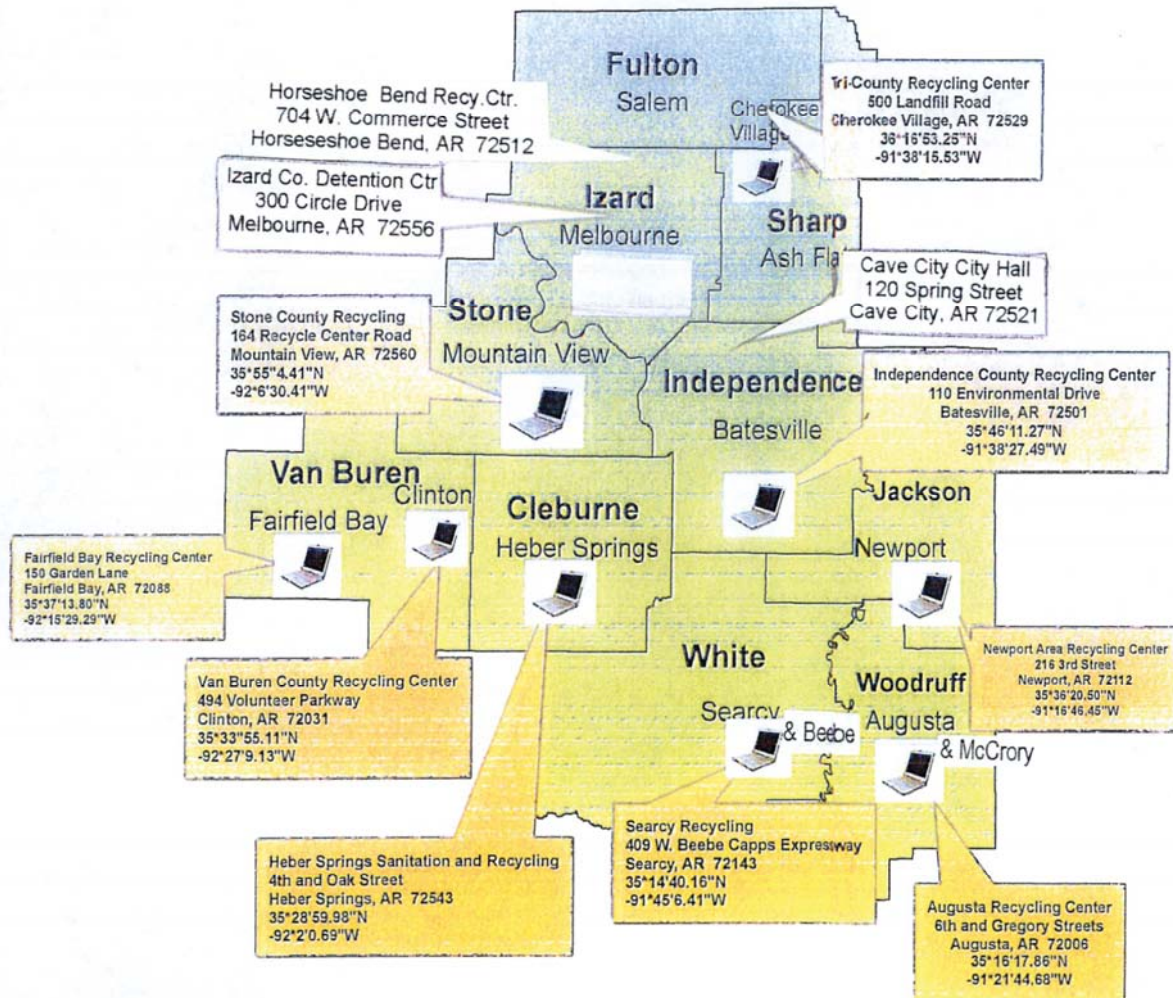 Fulton
Salem
Cherokee
Village
Tri-County Recycling Center
500 Landfill Road
Cherokee Village, AR 72529
36*16'53.25"N
-91*38'15.53"W
Horseshoe Bend Recy.Ctr.
704 W. Commerce Street
Horseseshoe Bend, AR 72512
Izard Co. Detention Ctr
300 Circle Drive
Melbourne, AR 72556
Izard
Melbourne
Sharp
Ash Fla
Cave City City Hall
120 Spring Street
Cave City, AR 72521
Stone County Recycling
164 Recycle Center Road
Mountain View, AR 72560
35*55"4.41"N
-92*6'30.41"W
Stone
Mountain View
Independence
Batesville
Independence County Recycling Center
110 Environmental Drive
Batesville, AR 72501
35*46'11.27"N
-91*38'27.49"W
Van Buren
Clinton
Fairfield Bay
Cleburne
Heber Springs
Jackson
Newport
Fairfield Bay Recycling Center
150 Garden Lane
Fairfield Bay, AR 72088
35*37'13.80"N
-92*15'29.29"W
Van Buren County Recycling Center
494 Volunteer Parkway
Clinton, AR 72031
35*33"55.11"N
-92*27'9.13"W
White
Searcy
& Beebe
Woodruff
Augusta
& McCrory
Newport Area Recycling Center
216 3rd Street
Newport, AR 72112
35*36'20.50"N
-91*16'46.45"W
Heber Springs Sanitation and Recycling
4th and Oak Street
Heber Springs, AR 72543
35*28'59.98"N
-92*2'0.69"W
Searcy Recycling
409 W. Beebe Capps Expressway
Searcy, AR 72143
35*14'40.16"N
-91*45'6.41"W
Augusta Recycling Center
6th and Gregory Streets
Augusta, AR 72006
35*16'17.86"N
-91*21'44.68"W